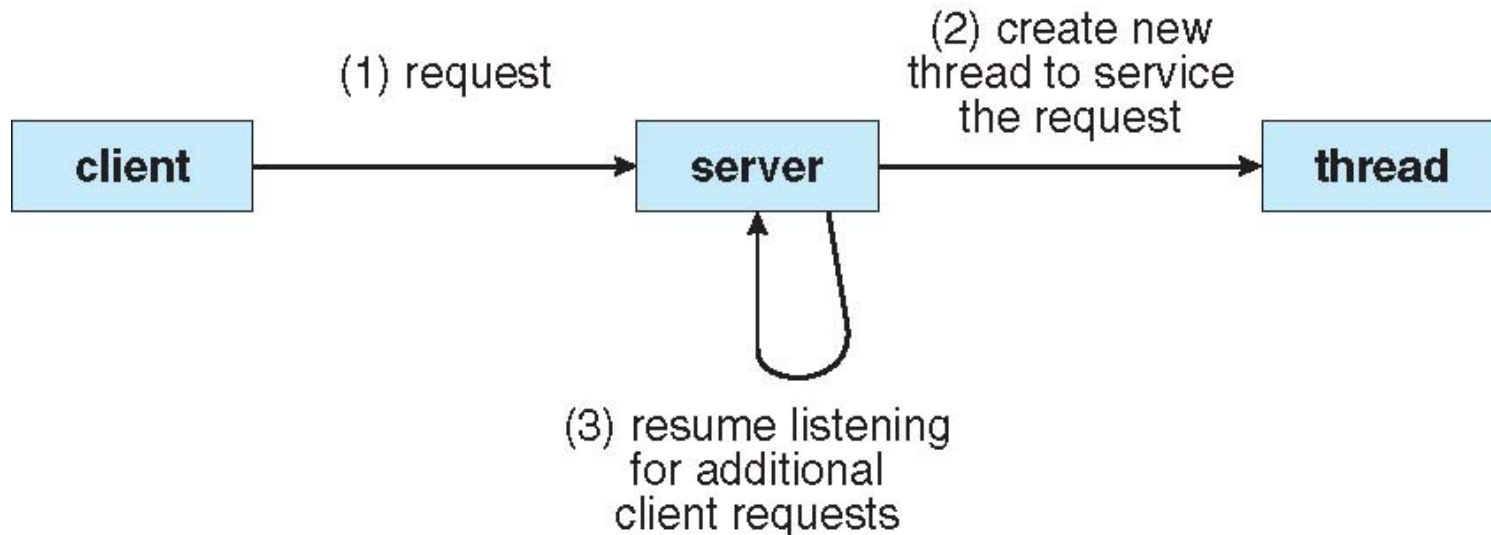 (1) request
(2) create new
thread to service
the request
client
server
thread
(3) resume listening
for additional
client requests